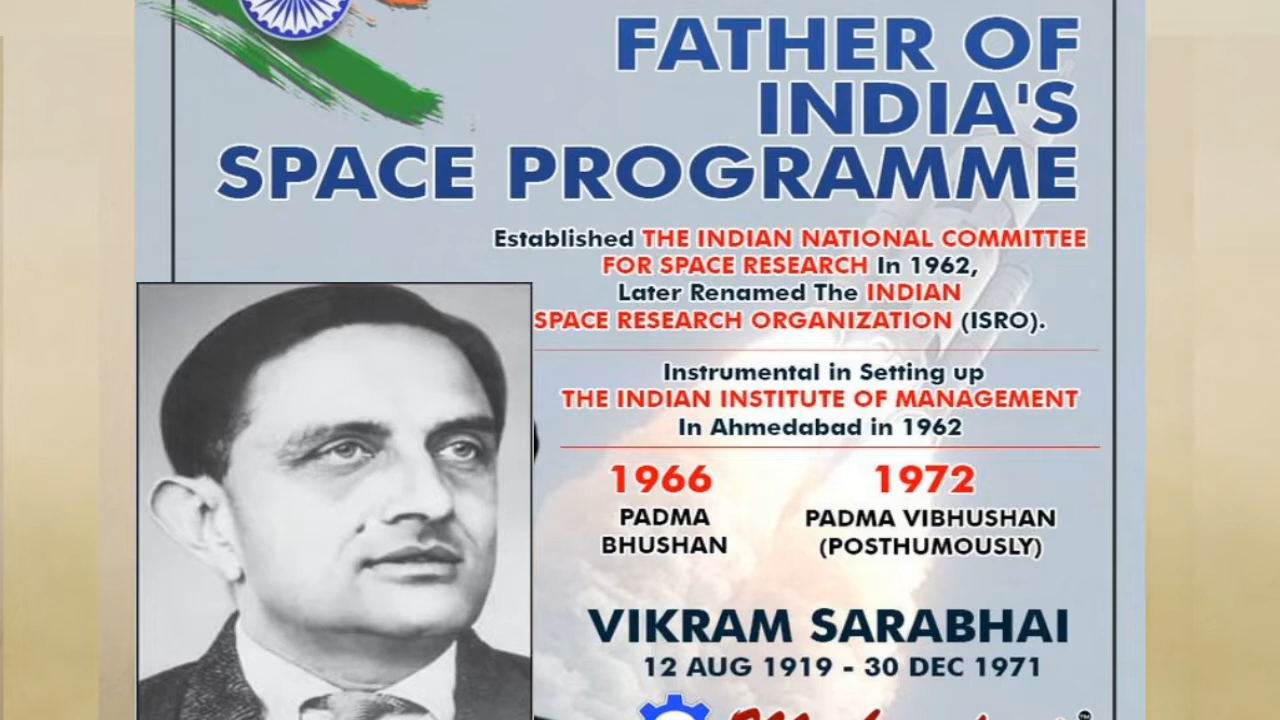 FATHER OF
INDIA'S
SPACE PROGRAMME
Established THE INDIAN NATIONAL COMMITTEE
FOR SPACE RESEARCH In 1962,
Later Renamed The INDIAN
SPACE RESEARCH ORGANIZATION (ISRO).
Instrumental in Setting up
THE INDIAN INSTITUTE OF MANAGEMENT
In Ahmedabad in 1962
1966
PADMA
BHUSHAN
1972
PADMA VIBHUSHAN
(POSTHUMOUSLY)
VIKRAM SARABHAI
12 AUG 1919 - 30 DEC 1971
TM